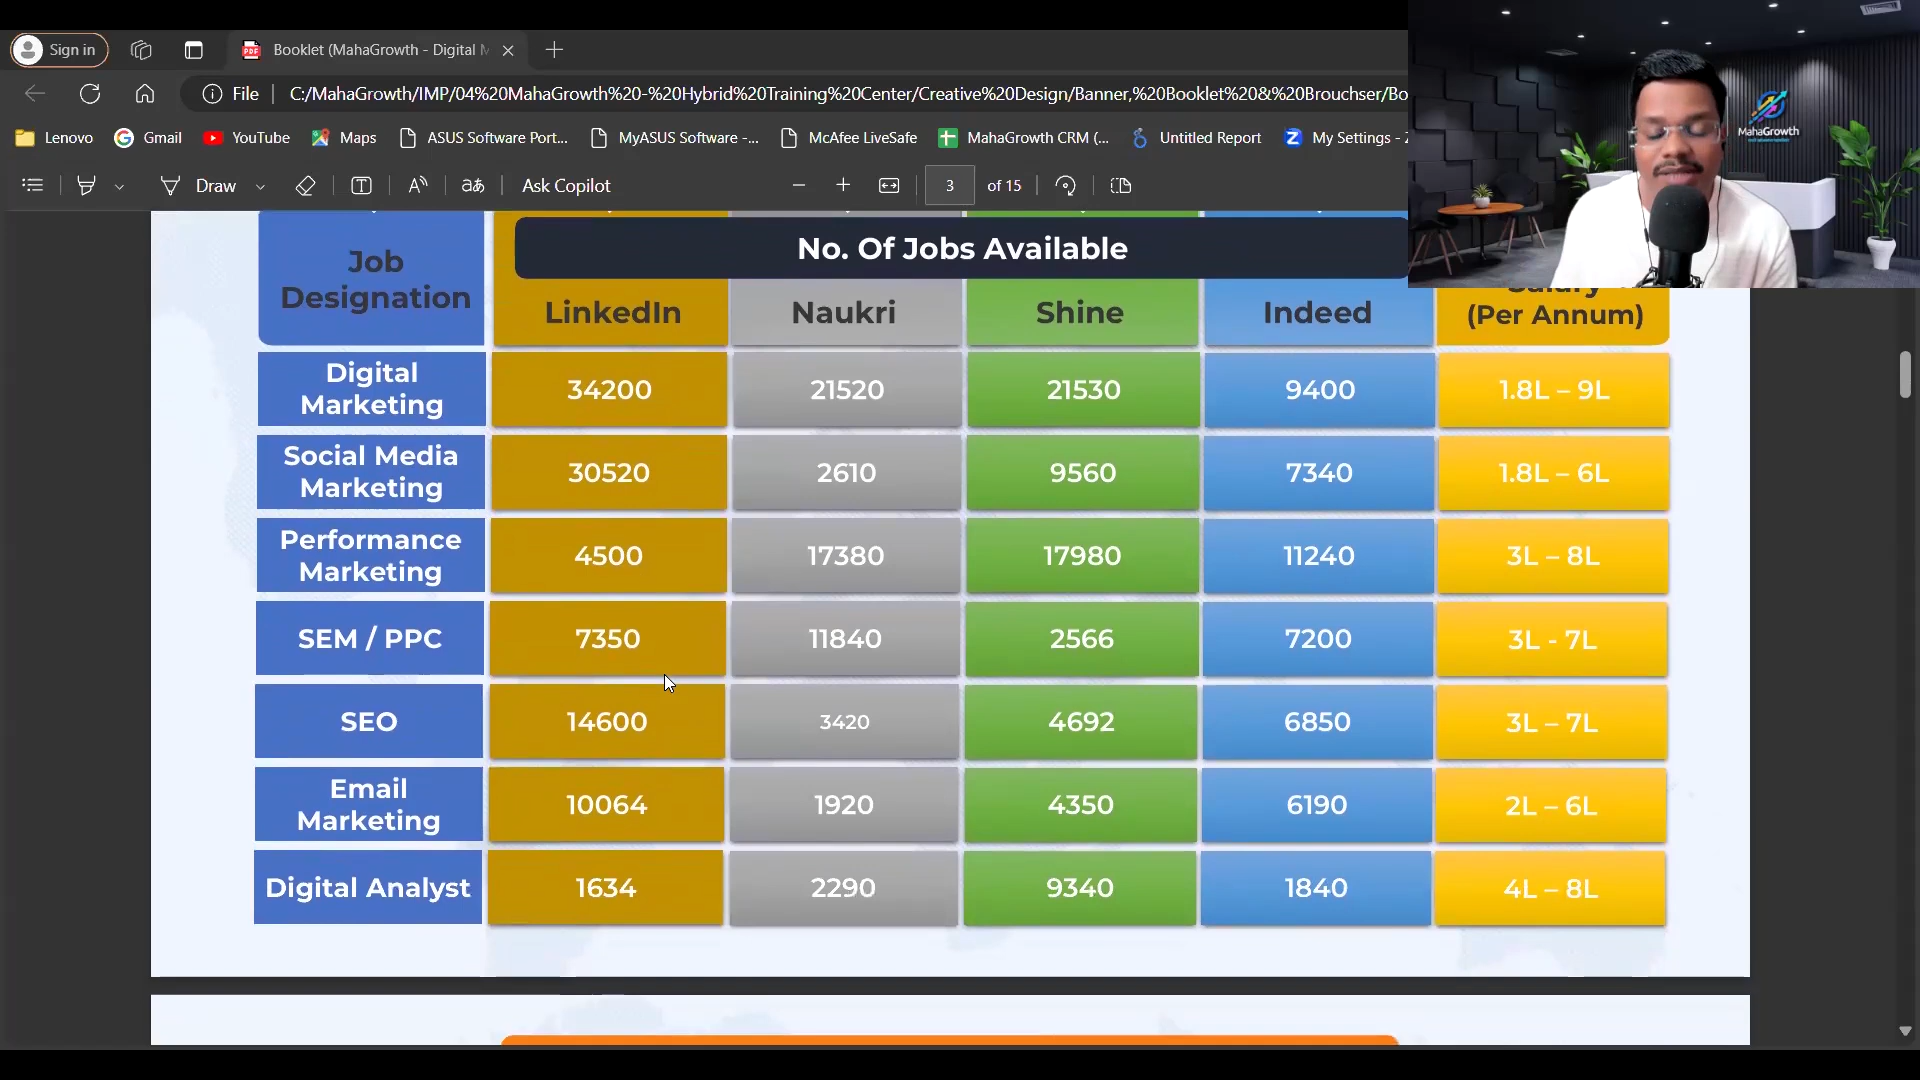 Sign in
Booklet (MahaGrowth - Digital M
File
C:/MahaGrowth/IMP/04%20MahaGrowth%20-%20Hybrid%20Training%20Center/Creative%20Design/Banner,%20Booklet%20&%20Brouchser/Bo
Lenovo
Gmail
YouTube
Maps
ASUS Software Port...
MyASUS Software -...
McAfee LiveSafe
MahaGrowth CRM (...
Untitled Report
My Settings - Z
Draw
aあ
Ask Copilot
3
of 15
MahaGrowth
No. Of Jobs Available
Job
Designation
LinkedIn
Naukri
Shine
Indeed
Salary
(Per Annum)
Digital
Marketing
34200
21520
21530
9400
1.8L – 9L
Social Media
Marketing
30520
2610
9560
7340
1.8L – 6L
Performance
Marketing
4500
17380
17980
11240
3L – 8L
SEM / PPC
7350
11840
2566
7200
3L - 7L
SEO
14600
3420
4692
6850
3L – 7L
Email
Marketing
10064
1920
4350
6190
2L – 6L
Digital Analyst
1634
2290
9340
1840
4L – 8L